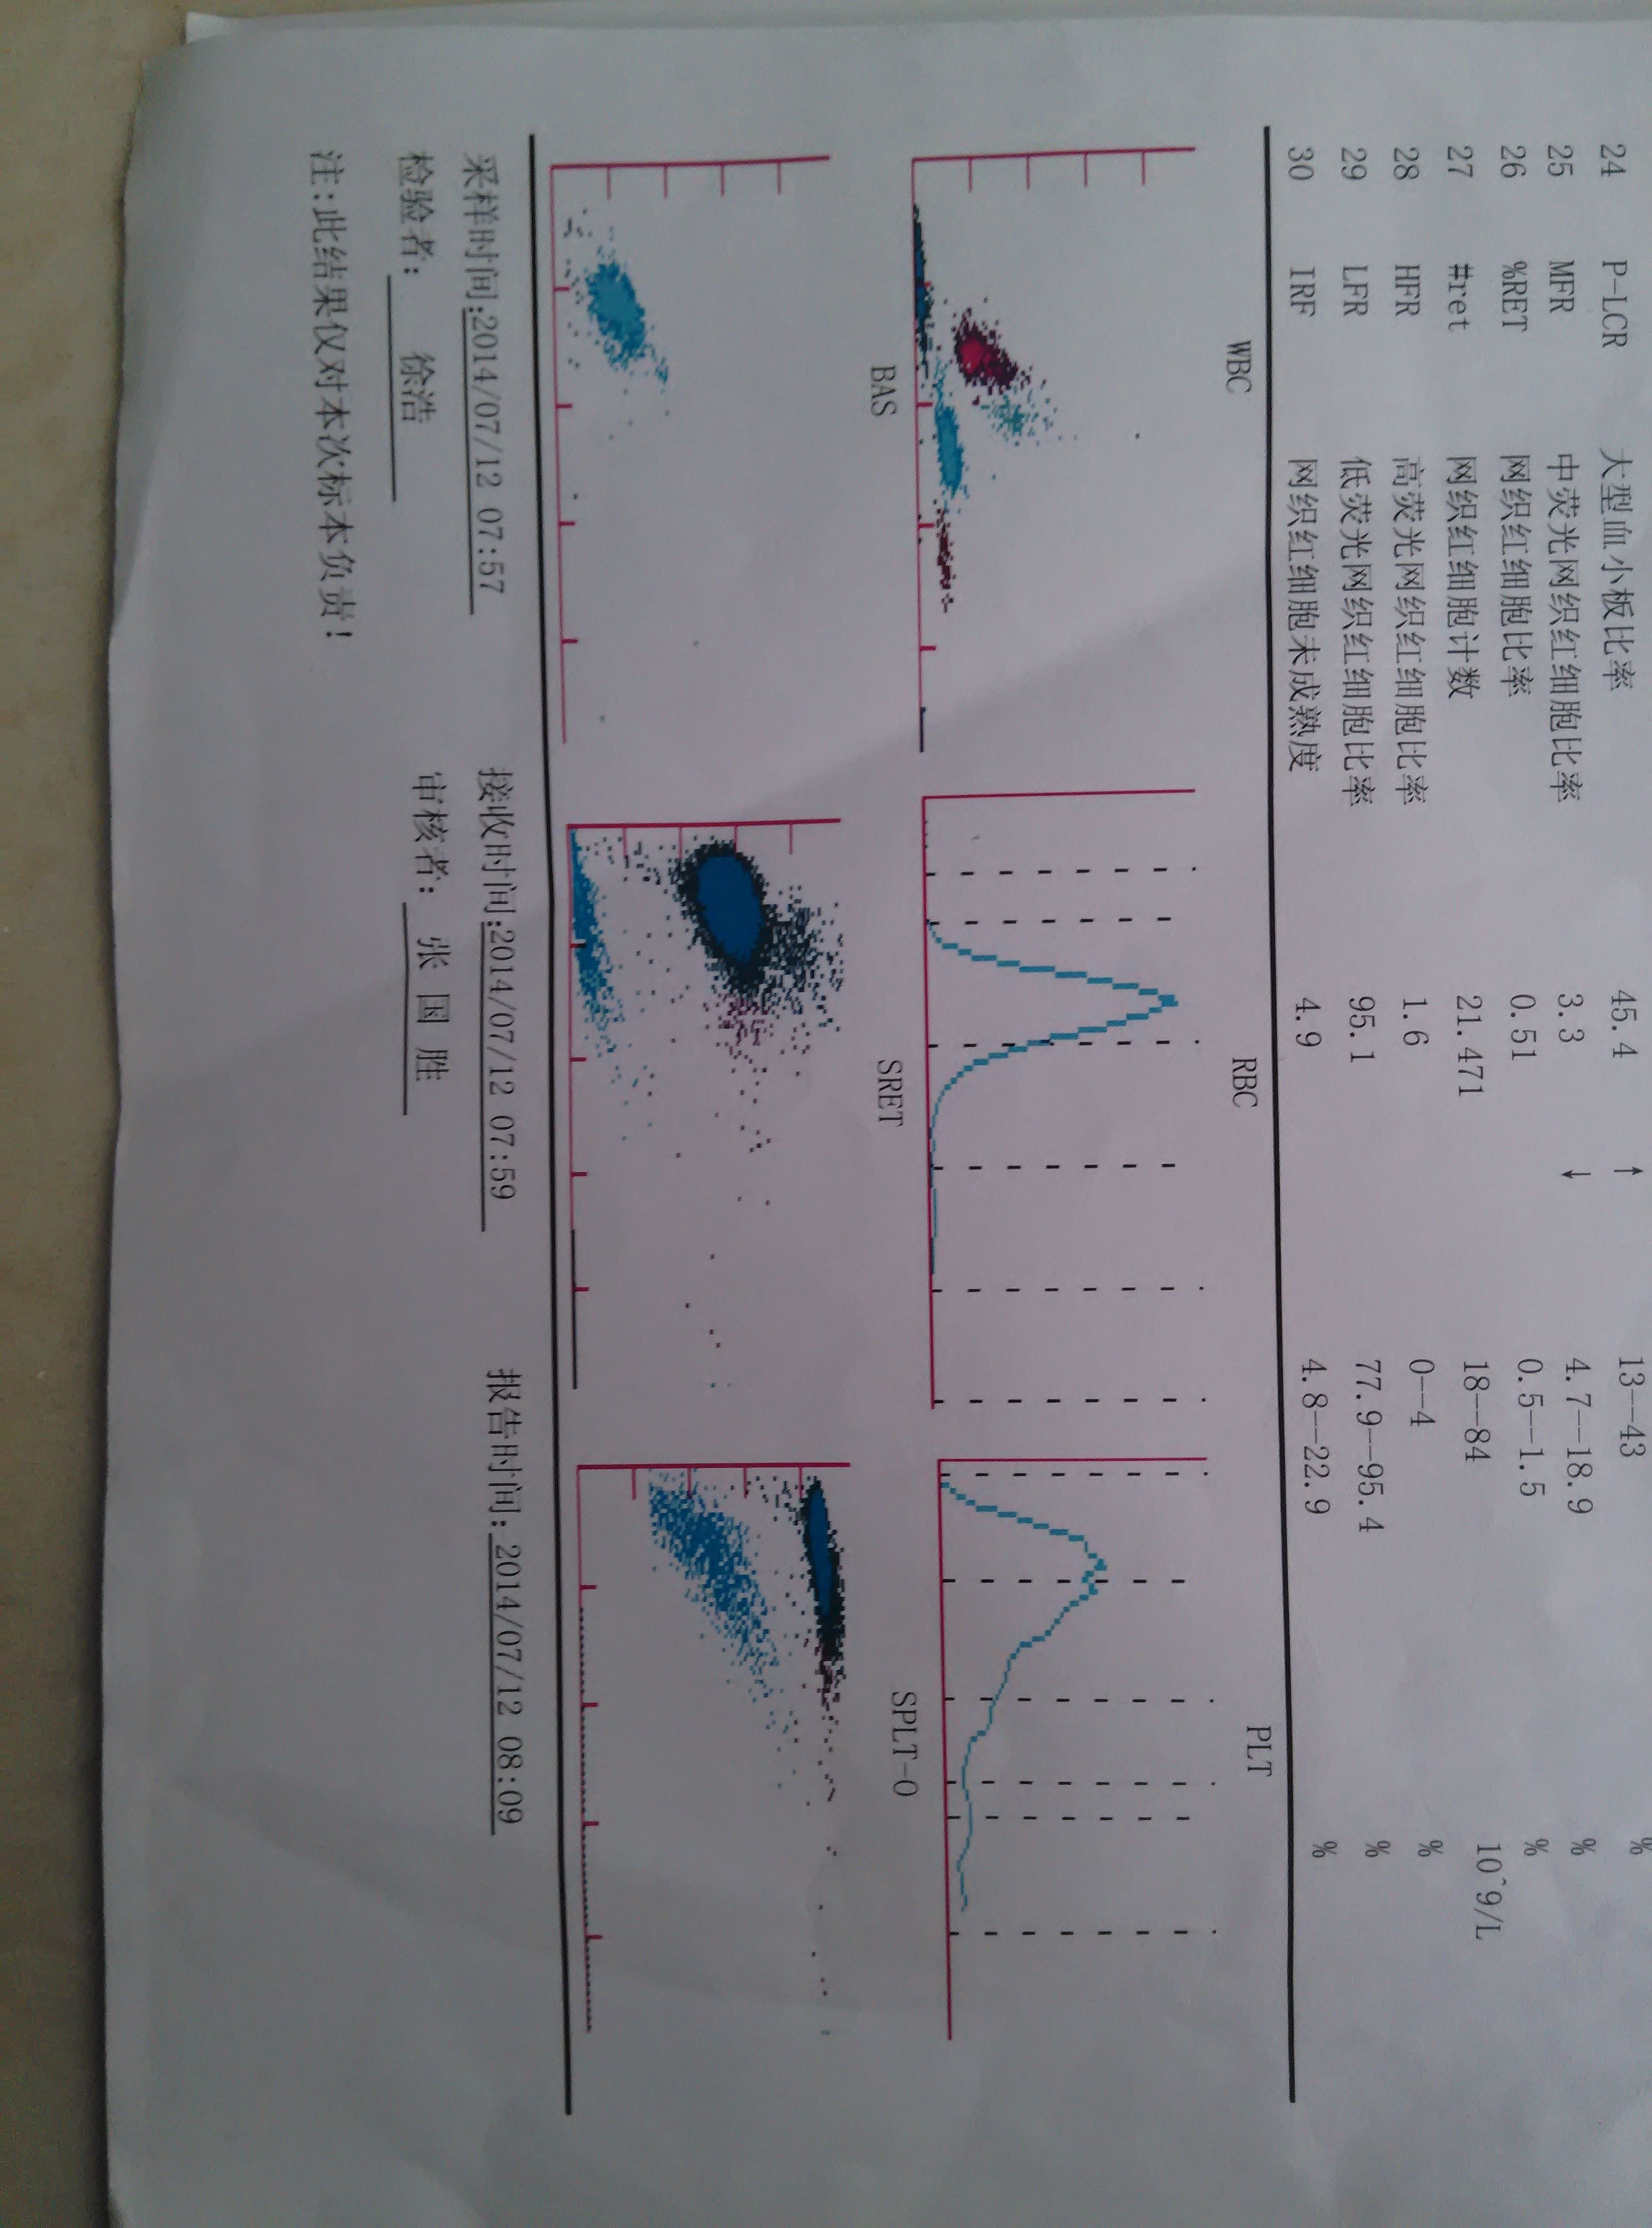 24 P-LCR 大型血小板比率 45.4 ↑ 13--43 %
25 MFR 中荧光网织红细胞比率 3.3 ↓ 4.7--18.9 %
26 %RET 网织红细胞比率 0.51 0.5--1.5 %
27 #ret 网织红细胞计数 21.471 18--84 10^9/L
28 HFR 高荧光网织红细胞比率 1.6 0--4 %
29 LFR 低荧光网织红细胞比率 95.1 77.9--95.4 %
30 IRF 网织红细胞未成熟度 4.9 4.8--22.9 %
WBC RBC PLT
BAS SRET SPLT-O
采样时间:2014/07/12 07:57 接收时间:2014/07/12 07:59 报告时间:2014/07/12 08:09
检验者: 徐浩 审核者: 张 国 胜
注:此结果仅对本次标本负责!